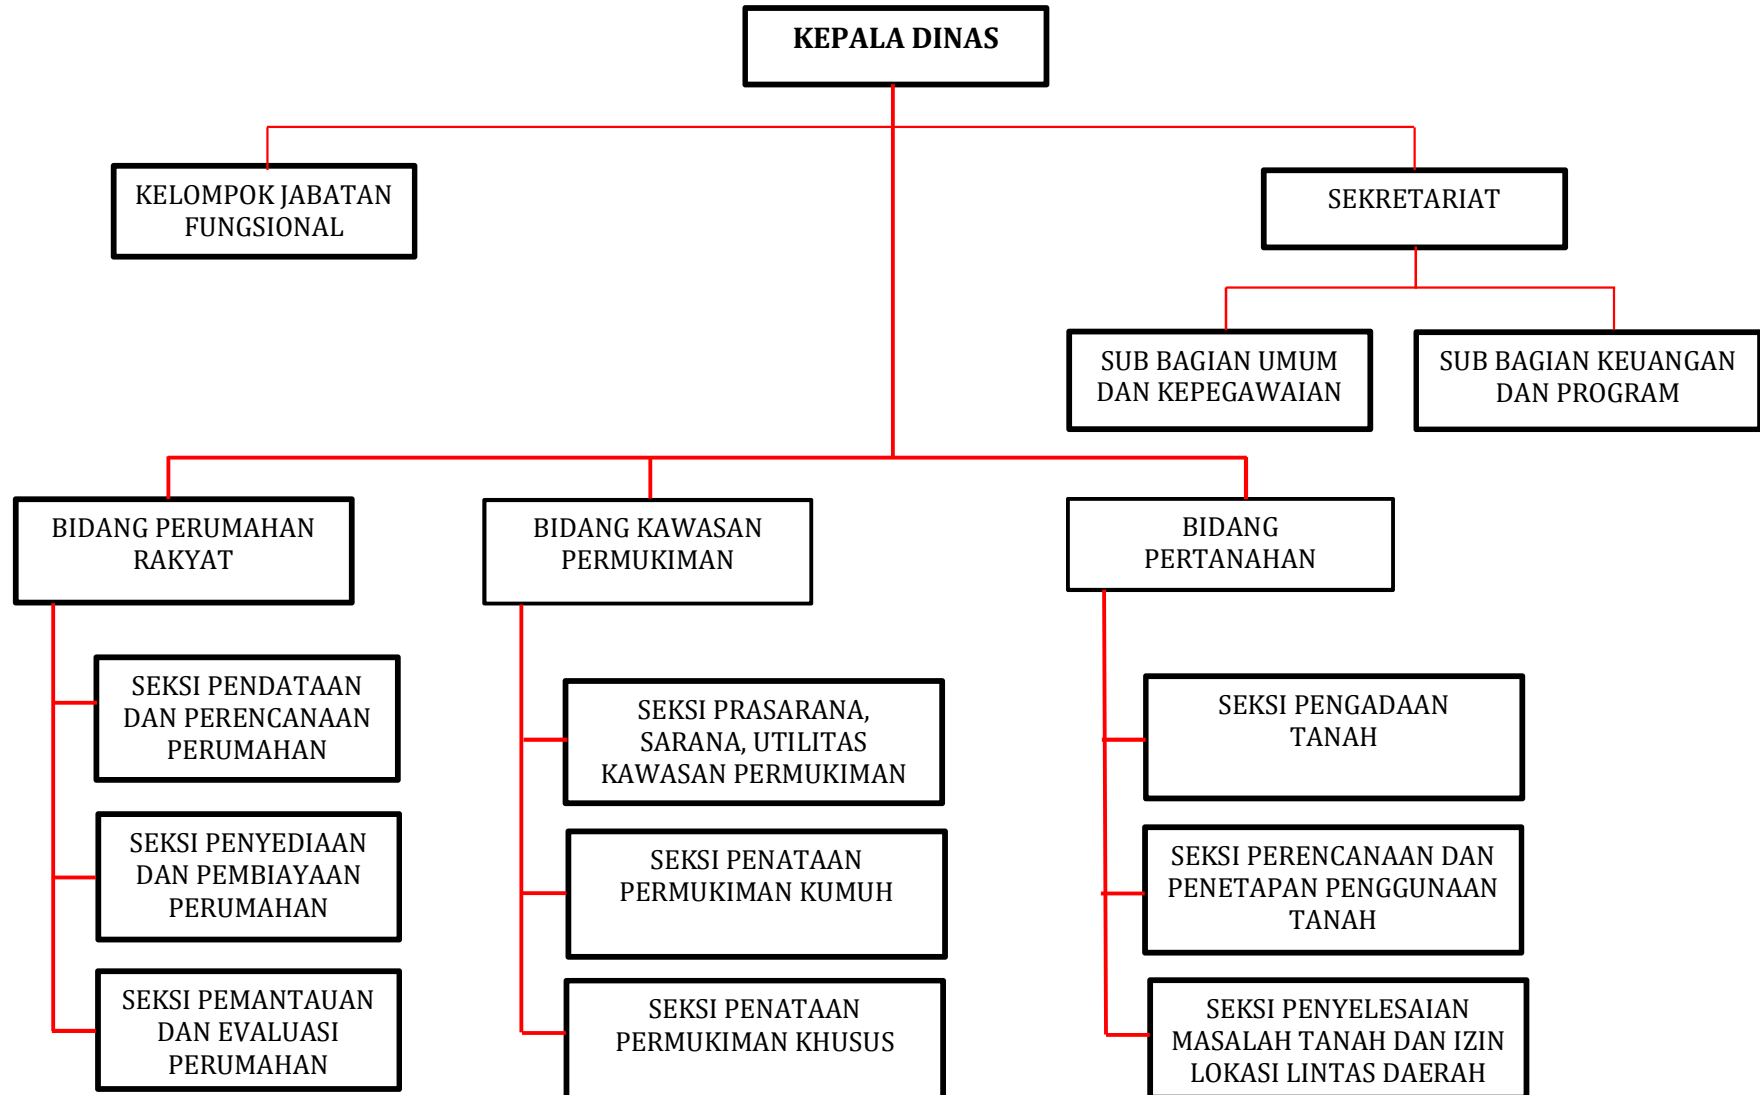 KEPALA DINAS
KELOMPOK JABATAN
FUNGSIONAL
SEKRETARIAT
SUB BAGIAN UMUM
DAN KEPEGAWAIAN
SUB BAGIAN KEUANGAN
DAN PROGRAM
BIDANG PERUMAHAN
RAKYAT
BIDANG KAWASAN
PERMUKIMAN
BIDANG
PERTANAHAN
SEKSI PENDATAAN
DAN PERENCANAAN
PERUMAHAN
SEKSI PENYEDIAAN
DAN PEMBIAYAAN
PERUMAHAN
SEKSI PEMANTAUAN
DAN EVALUASI
PERUMAHAN
SEKSI PRASARANA,
SARANA, UTILITAS
KAWASAN PERMUKIMAN
SEKSI PENATAAN
PERMUKIMAN KUMUH
SEKSI PENATAAN
PERMUKIMAN KHUSUS
SEKSI PENGADAAN
TANAH
SEKSI PERENCANAAN DAN
PENETAPAN PENGGUNAAN
TANAH
SEKSI PENYELESAIAN
MASALAH TANAH DAN IZIN
LOKASI LINTAS DAERAH